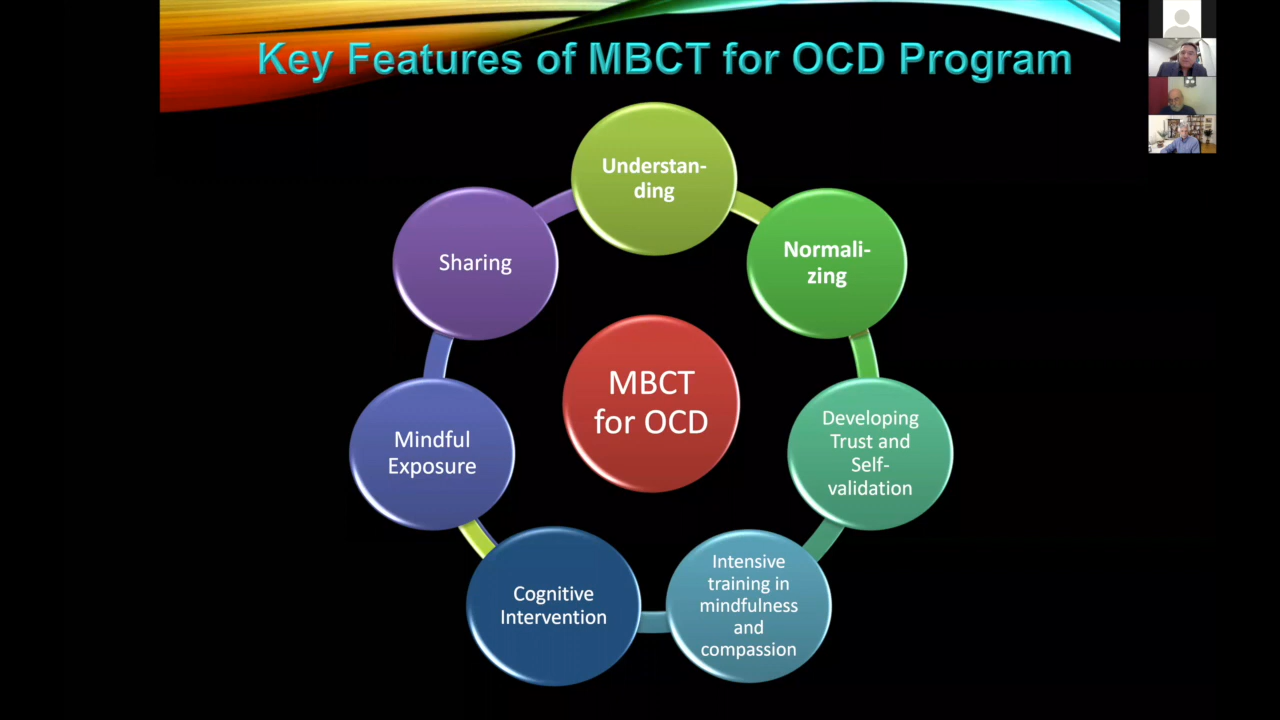 Key Features of MBCT for OCD Program
Understan-
ding
Normali-
zing
Developing
Trust and
Self-
validation
Intensive
training in
mindfulness
and
compassion
Cognitive
Intervention
Mindful
Exposure
Sharing
MBCT
for OCD